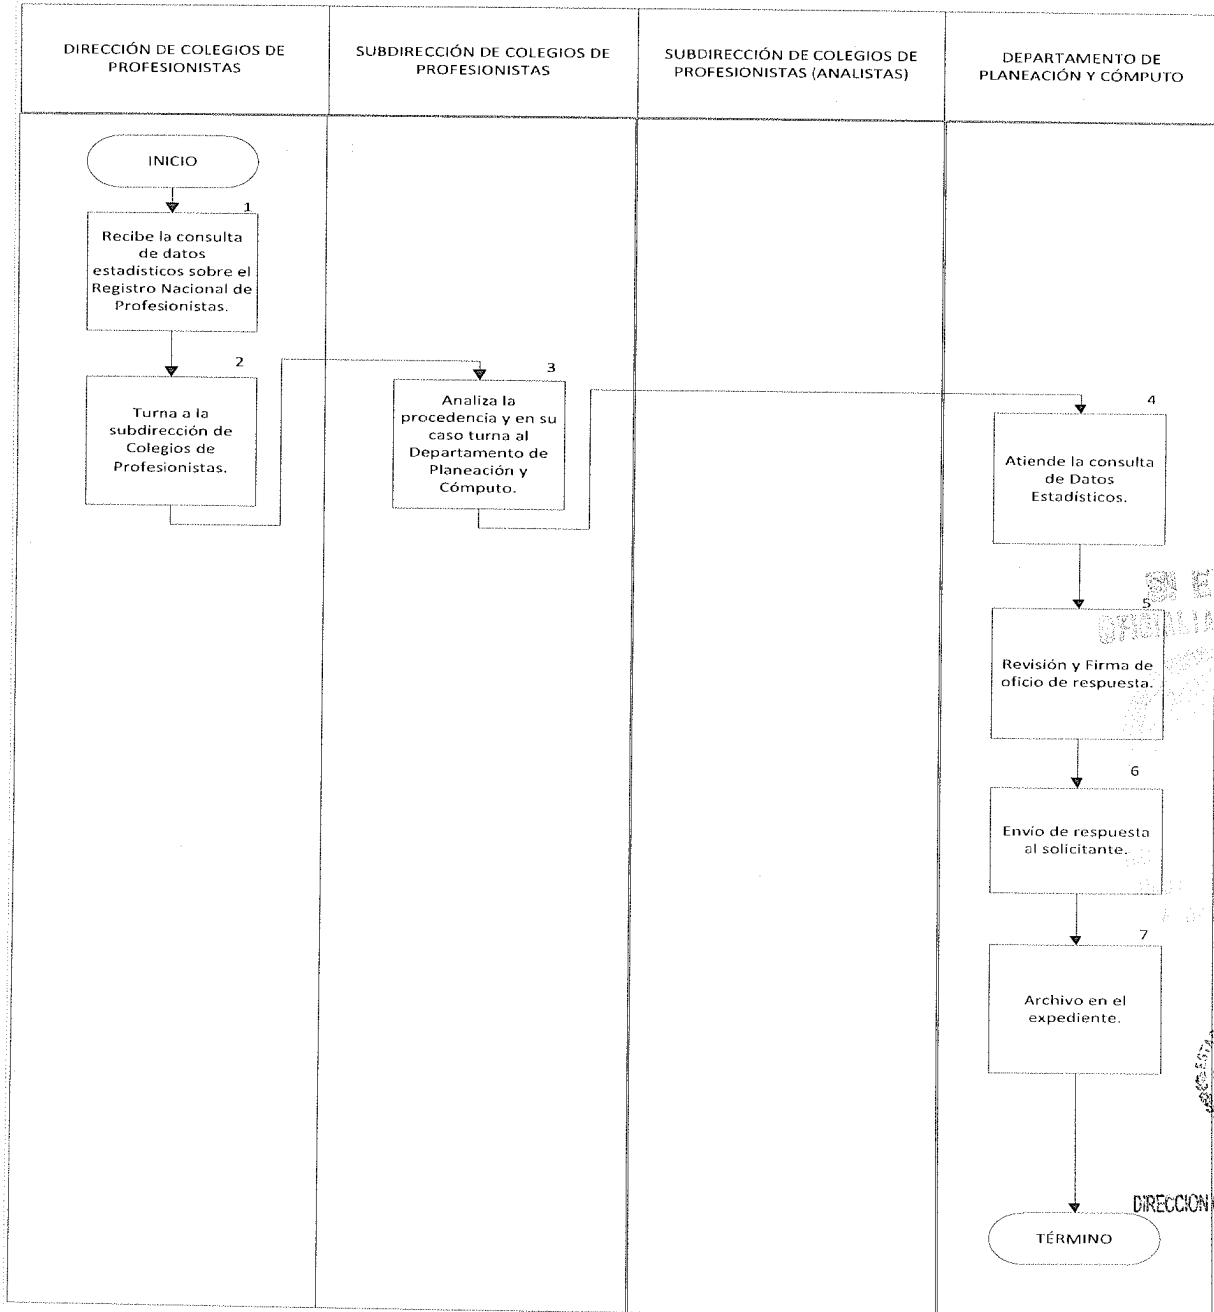 DIRECCIÓN DE COLEGIOS DE
PROFESIONISTAS
SUBDIRECCIÓN DE COLEGIOS DE
PROFESIONISTAS
SUBDIRECCIÓN DE COLEGIOS DE
PROFESIONISTAS (ANALISTAS)
DEPARTAMENTO DE
PLANEACIÓN Y CÓMPUTO
INICIO
1
Recibe la consulta
de datos
estadísticos sobre el
Registro Nacional de
Profesionistas.
2
Turna a la
subdirección de
Colegios de
Profesionistas.
3
Analiza la
procedencia y en su
caso turna al
Departamento de
Planeación y
Cómputo.
4
Atiende la consulta
de Datos
Estadísticos.
5
Revisión y Firma de
oficio de respuesta.
6
Envío de respuesta
al solicitante.
7
Archivo en el
expediente.
DIRECCION
TÉRMINO